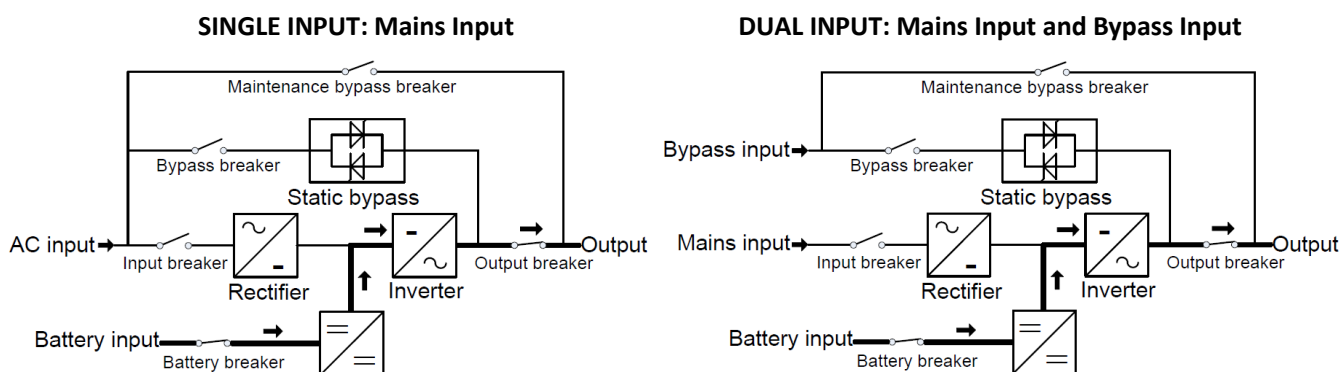 SINGLE INPUT: Mains Input
Maintenance bypass breaker
Bypass breaker
Static bypass
AC input
Input breaker
Rectifier
Inverter
Output breaker
Output
Battery input
Battery breaker
DUAL INPUT: Mains Input and Bypass Input
Maintenance bypass breaker
Bypass input
Bypass breaker
Static bypass
Mains input
Input breaker
Rectifier
Inverter
Output breaker
Output
Battery input
Battery breaker